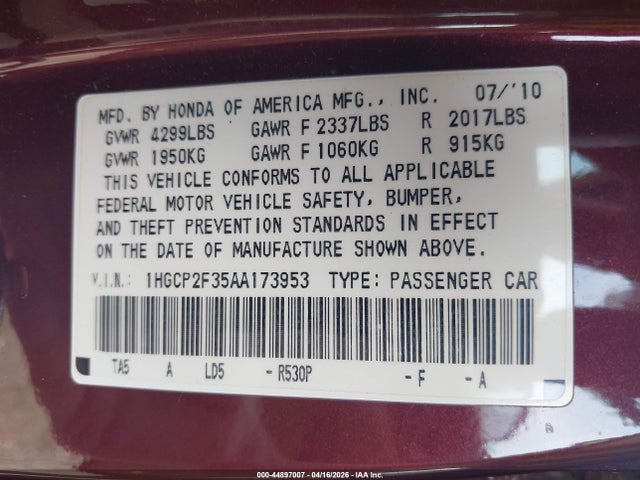 MFD. BY HONDA OF AMERICA MFG., INC. 07/'10
GVWR 4299LBS GAWR F 2337LBS R 2017LBS
GVWR 1950KG GAWR F 1060KG R 915KG
THIS VEHICLE CONFORMS TO ALL APPLICABLE
FEDERAL MOTOR VEHICLE SAFETY, BUMPER,
AND THEFT PREVENTION STANDARDS IN EFFECT
ON THE DATE OF MANUFACTURE SHOWN ABOVE.
V.I.N.: 1HGCP2F35AA173953 TYPE: PASSENGER CAR
TA5 A LD5 -R530P -F -A
000-44897007 - 04/16/2026 - IAA Inc.